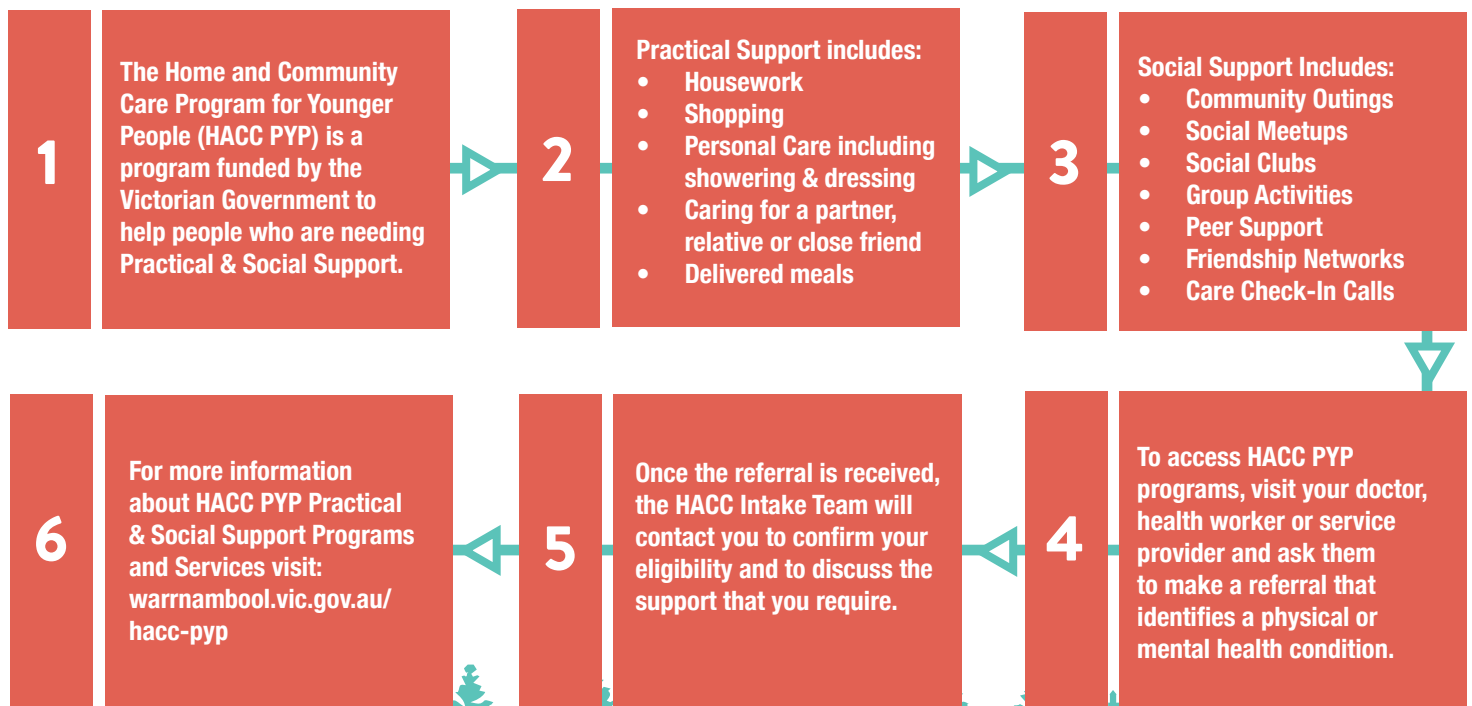 1
The Home and Community
Care Program for Younger
People (HACC PYP) is a
program funded by the
Victorian Government to
help people who are needing
Practical & Social Support.
2
Practical Support includes:
• Housework
• Shopping
• Personal Care including
showering & dressing
• Caring for a partner,
relative or close friend
• Delivered meals
3
Social Support Includes:
• Community Outings
• Social Meetups
• Social Clubs
• Group Activities
• Peer Support
• Friendship Networks
• Care Check-In Calls
4
To access HACC PYP
programs, visit your doctor,
health worker or service
provider and ask them
to make a referral that
identifies a physical or
mental health condition.
5
Once the referral is received,
the HACC Intake Team will
contact you to confirm your
eligibility and to discuss the
support that you require.
6
For more information
about HACC PYP Practical
& Social Support Programs
and Services visit:
warrnambool.vic.gov.au/
hacc-pyp